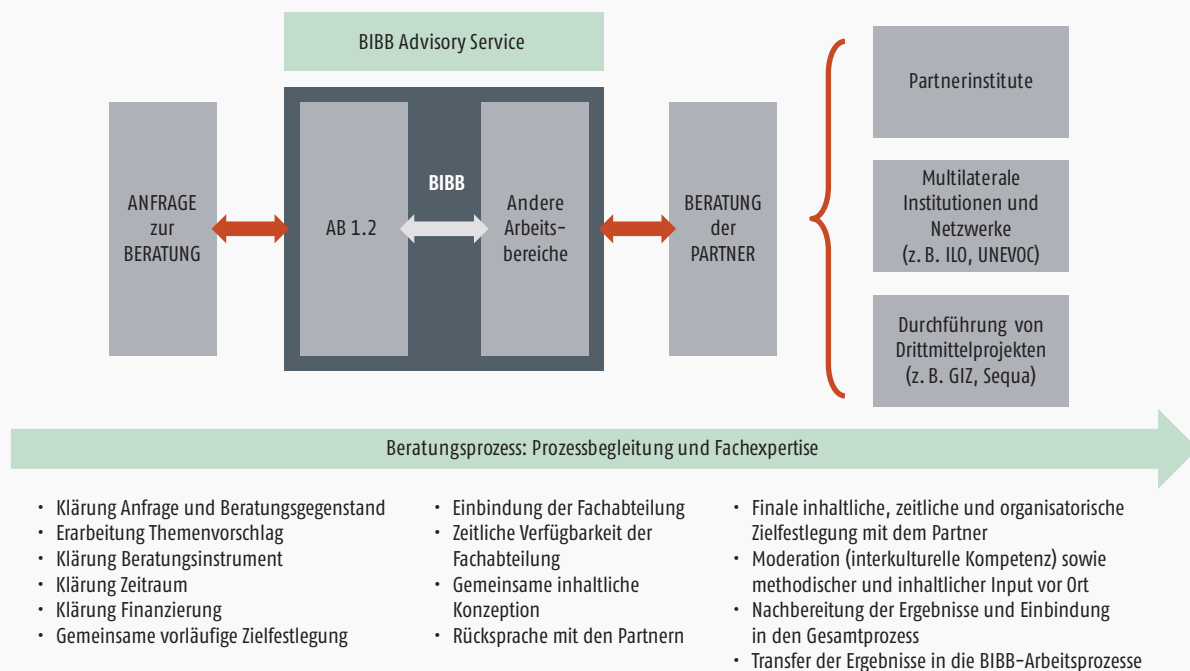 BIBB Advisory Service
ANFRAGE
zur
BERATUNG
AB 1.2
BIBB
Andere
Arbeits-
bereiche
BERATUNG
der
PARTNER
Partnerinstitute
Multilaterale
Institutionen und
Netzwerke
(z. B. ILO, UNEVOC)
Durchführung von
Drittmittelprojekten
(z. B. GIZ, Sequa)
Beratungsprozess: Prozessbegleitung und Fachexpertise
• Klärung Anfrage und Beratungsgegenstand
• Erarbeitung Themenvorschlag
• Klärung Beratungsinstrument
• Klärung Zeitraum
• Klärung Finanzierung
• Gemeinsame vorläufige Zielfestlegung
• Einbindung der Fachabteilung
• Zeitliche Verfügbarkeit der
Fachabteilung
• Gemeinsame inhaltliche
Konzeption
• Rücksprache mit den Partnern
• Finale inhaltliche, zeitliche und organisatorische
Zielfestlegung mit dem Partner
• Moderation (interkulturelle Kompetenz) sowie
methodischer und inhaltlicher Input vor Ort
• Nachbereitung der Ergebnisse und Einbindung
in den Gesamtprozess
• Transfer der Ergebnisse in die BIBB-Arbeitsprozesse